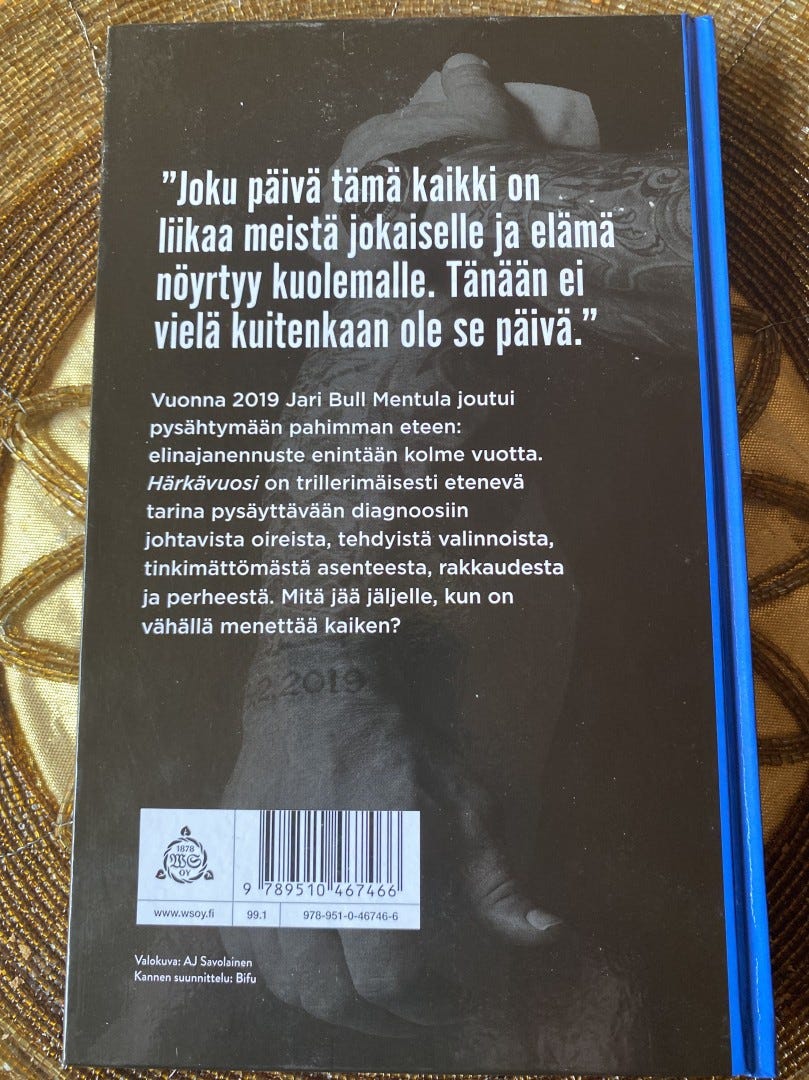 ”Joku päivä tämä kaikki on
liikaa meistä jokaiselle ja elämä
nöyrtyy kuolemalle. Tänään ei
vielä kuitenkaan ole se päivä.”
Vuonna 2019 Jari Bull Mentula joutui
pysähtymään pahimman eteen:
elinajanennuste enintään kolme vuotta.
Härkävuosi on trillerimäisesti etenevä
tarina pysäyttävään diagnoosiin
johtavista oireista, tehdyistä valinnoista,
tinkimättömästä asenteesta, rakkaudesta
ja perheestä. Mitä jää jäljelle, kun on
vähällä menettää kaiken?
2.2019
1878
WS
OY
9 789510 467466
www.wsoy.fi
99.1
978-951-0-46746-6
Valokuva: AJ Savolainen
Kannen suunnittelu: Bifu